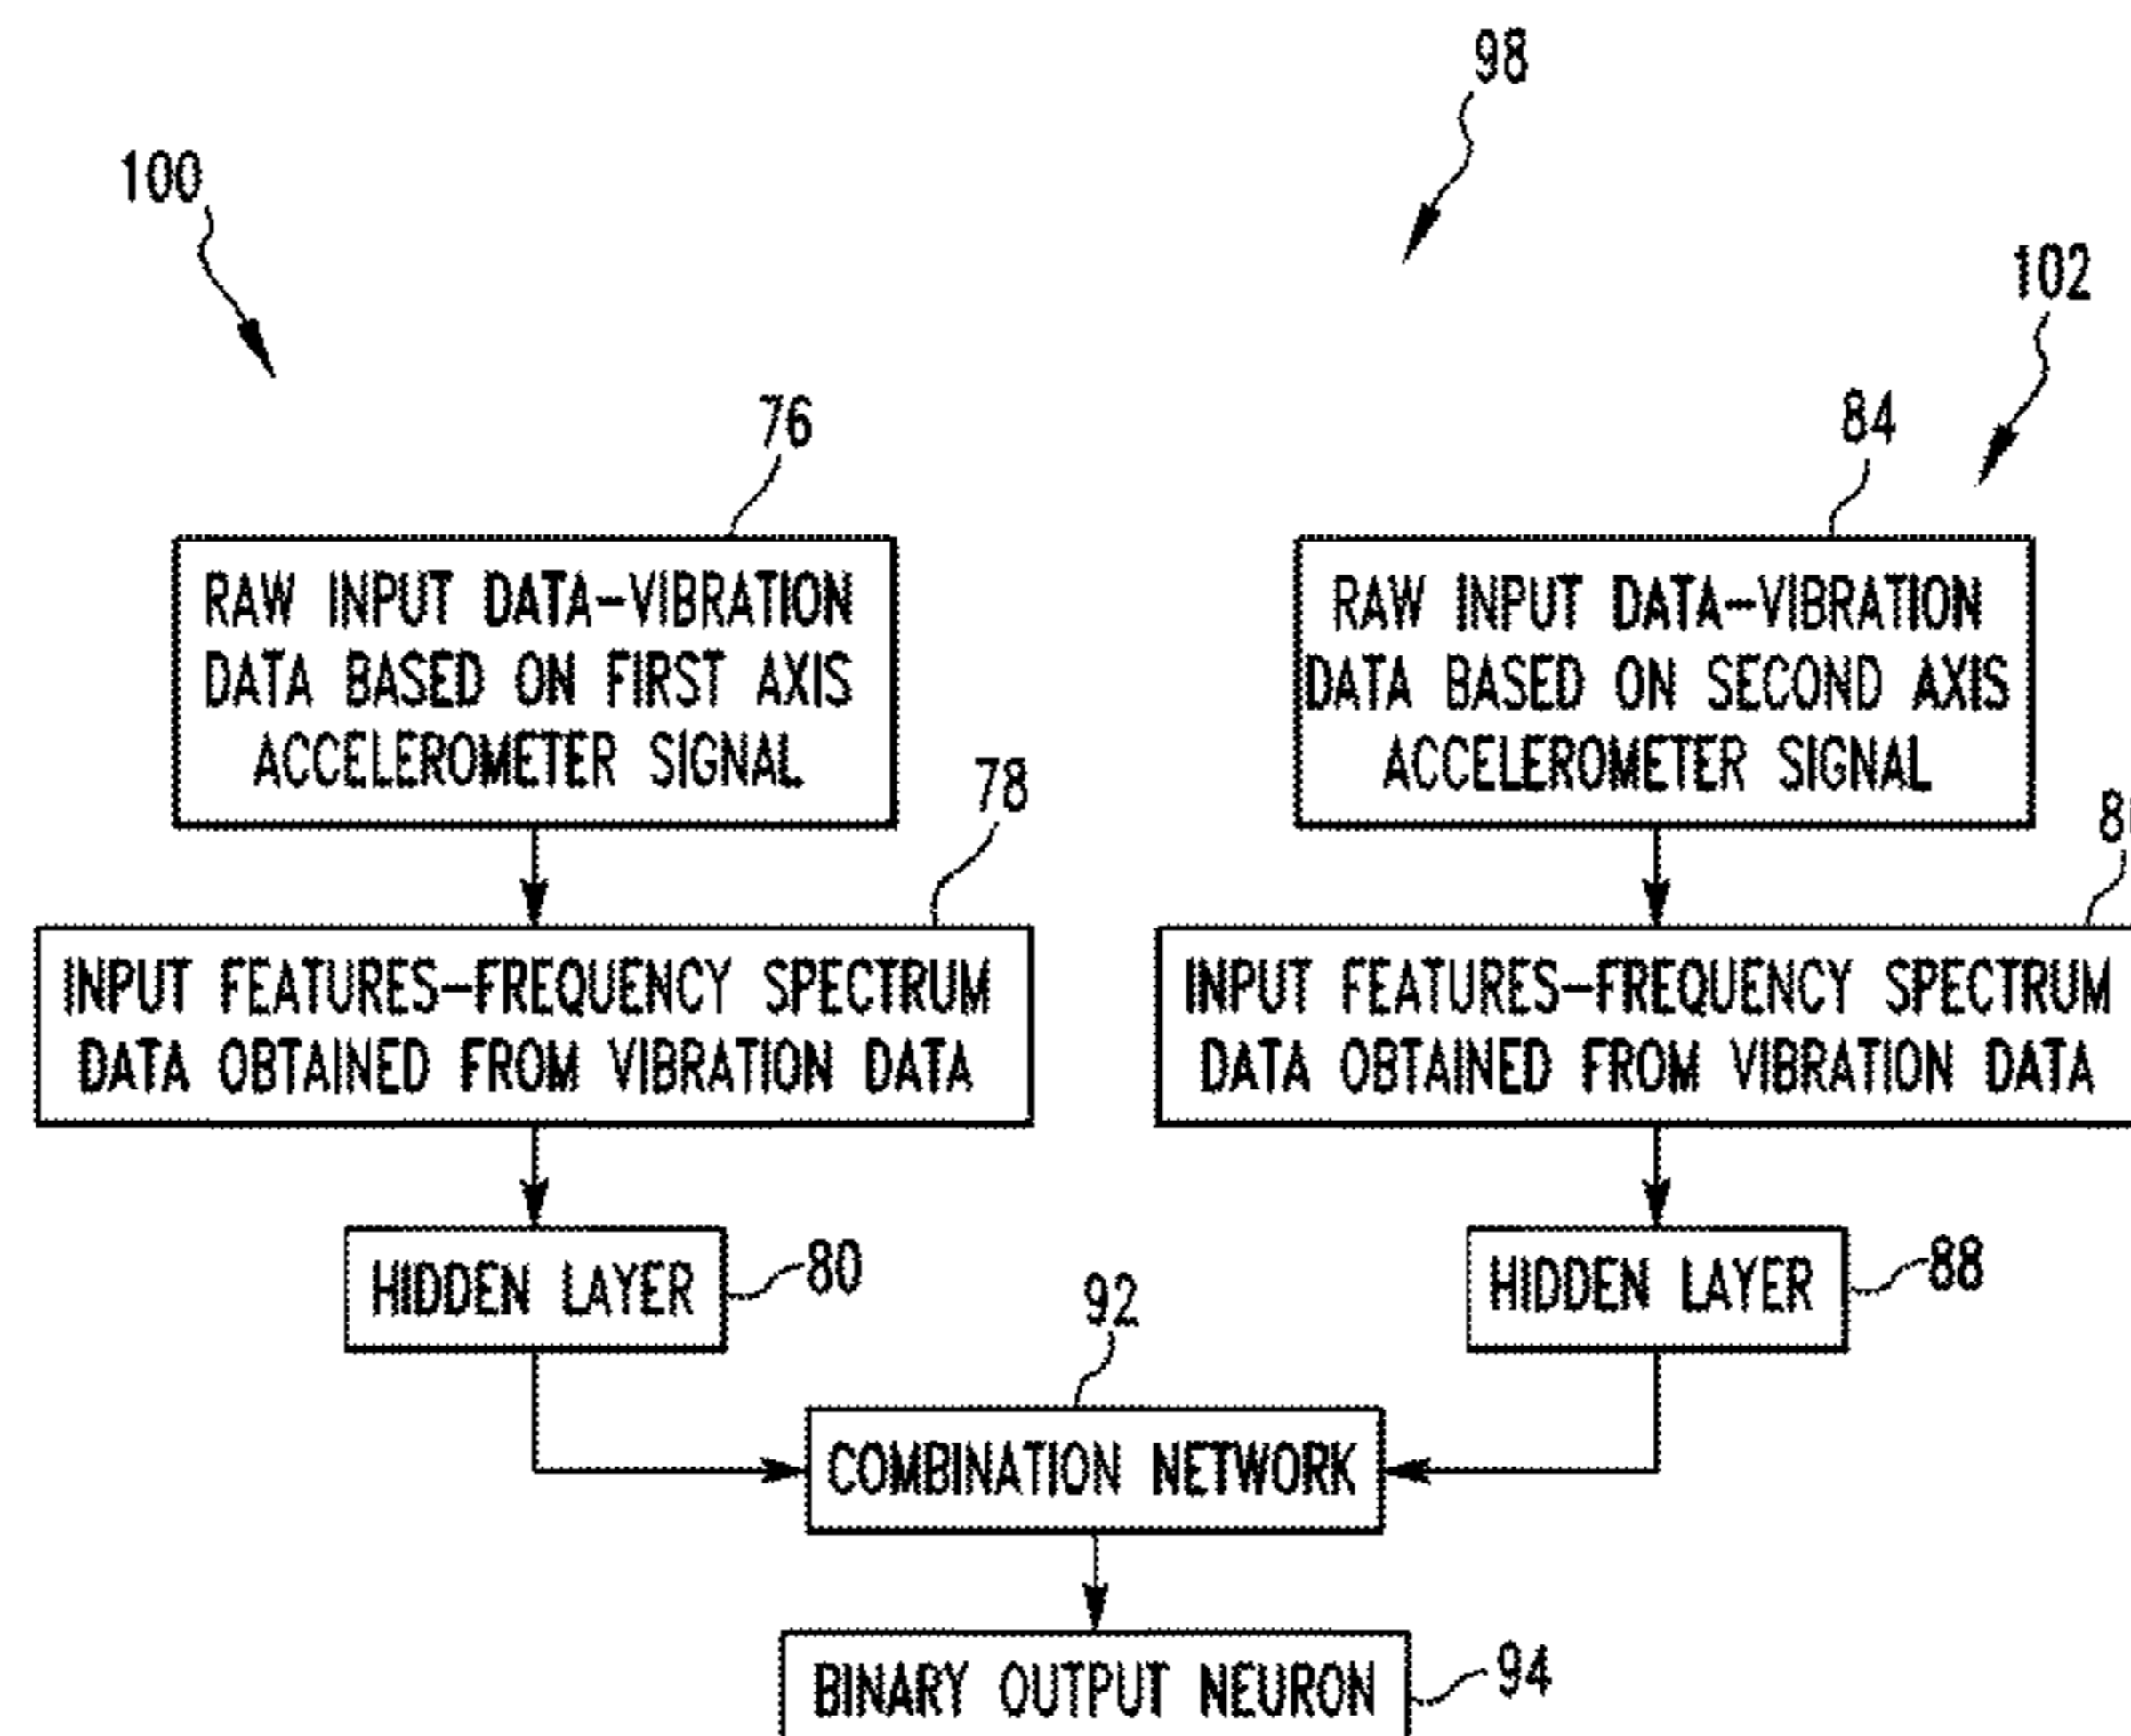 98
100
102
76
84
RAW INPUT DATA-VIBRATION
DATA BASED ON FIRST AXIS
ACCELEROMETER SIGNAL
RAW INPUT DATA-VIBRATION
DATA BASED ON SECOND AXIS
ACCELEROMETER SIGNAL
78
INPUT FEATURES-FREQUENCY SPECTRUM
DATA OBTAINED FROM VIBRATION DATA
INPUT FEATURES-FREQUENCY SPECTRUM
DATA OBTAINED FROM VIBRATION DATA
HIDDEN LAYER
80
HIDDEN LAYER
88
92
COMBINATION NETWORK
BINARY OUTPUT NEURON
94